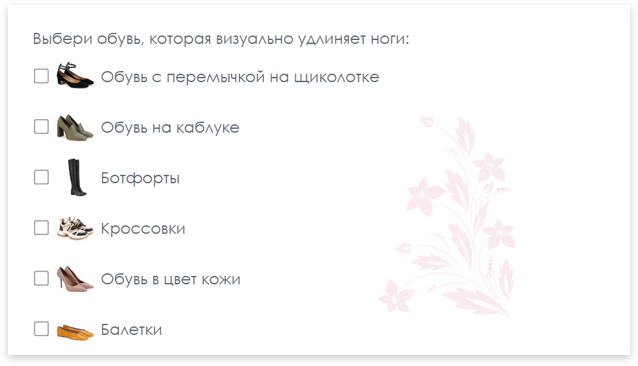 Выбери обувь, которая визуально удлиняет ноги:
Обувь с перемычкой на щиколотке
Обувь на каблуке
Ботфорты
Кроссовки
Обувь в цвет кожи
Балетки